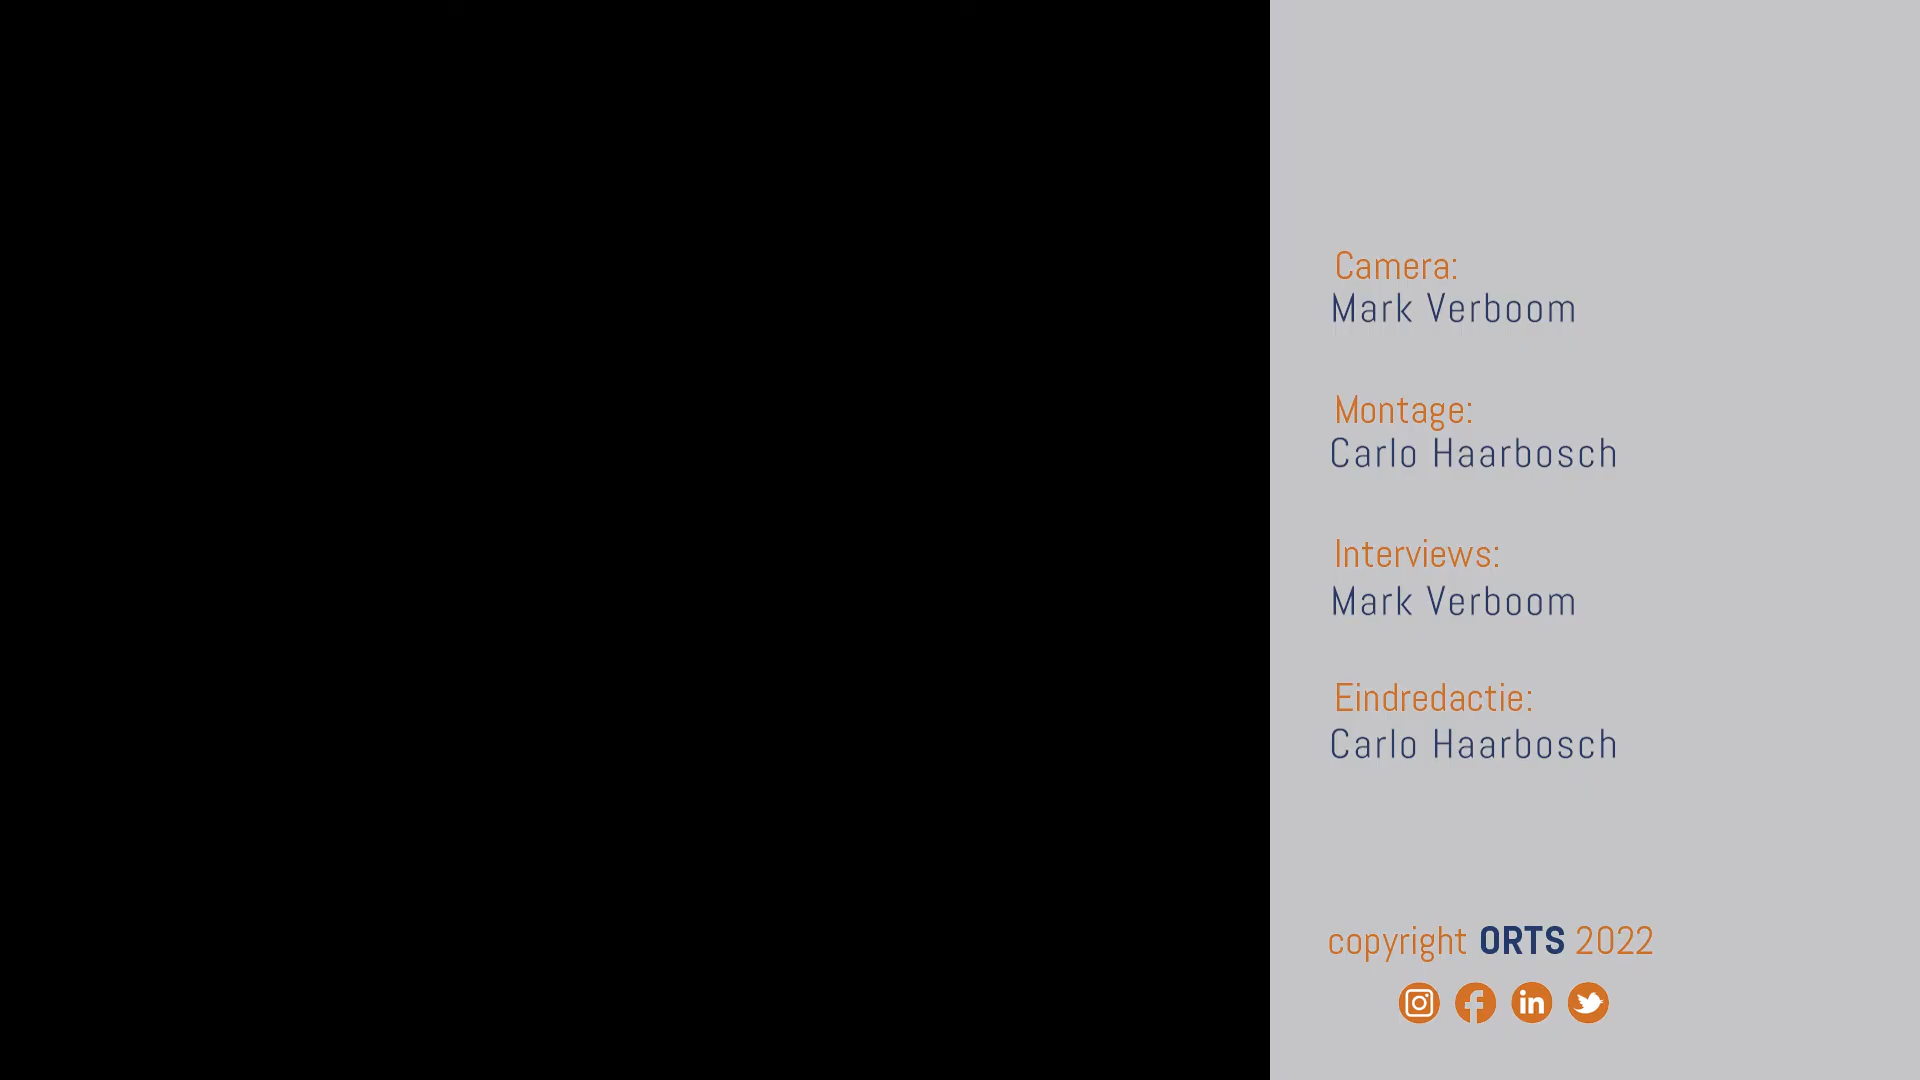 Camera:
Mark Verboom
Montage:
Carlo Haarbosch
Interviews:
Mark Verboom
Eindredactie:
Carlo Haarbosch
copyright ORTS 2022